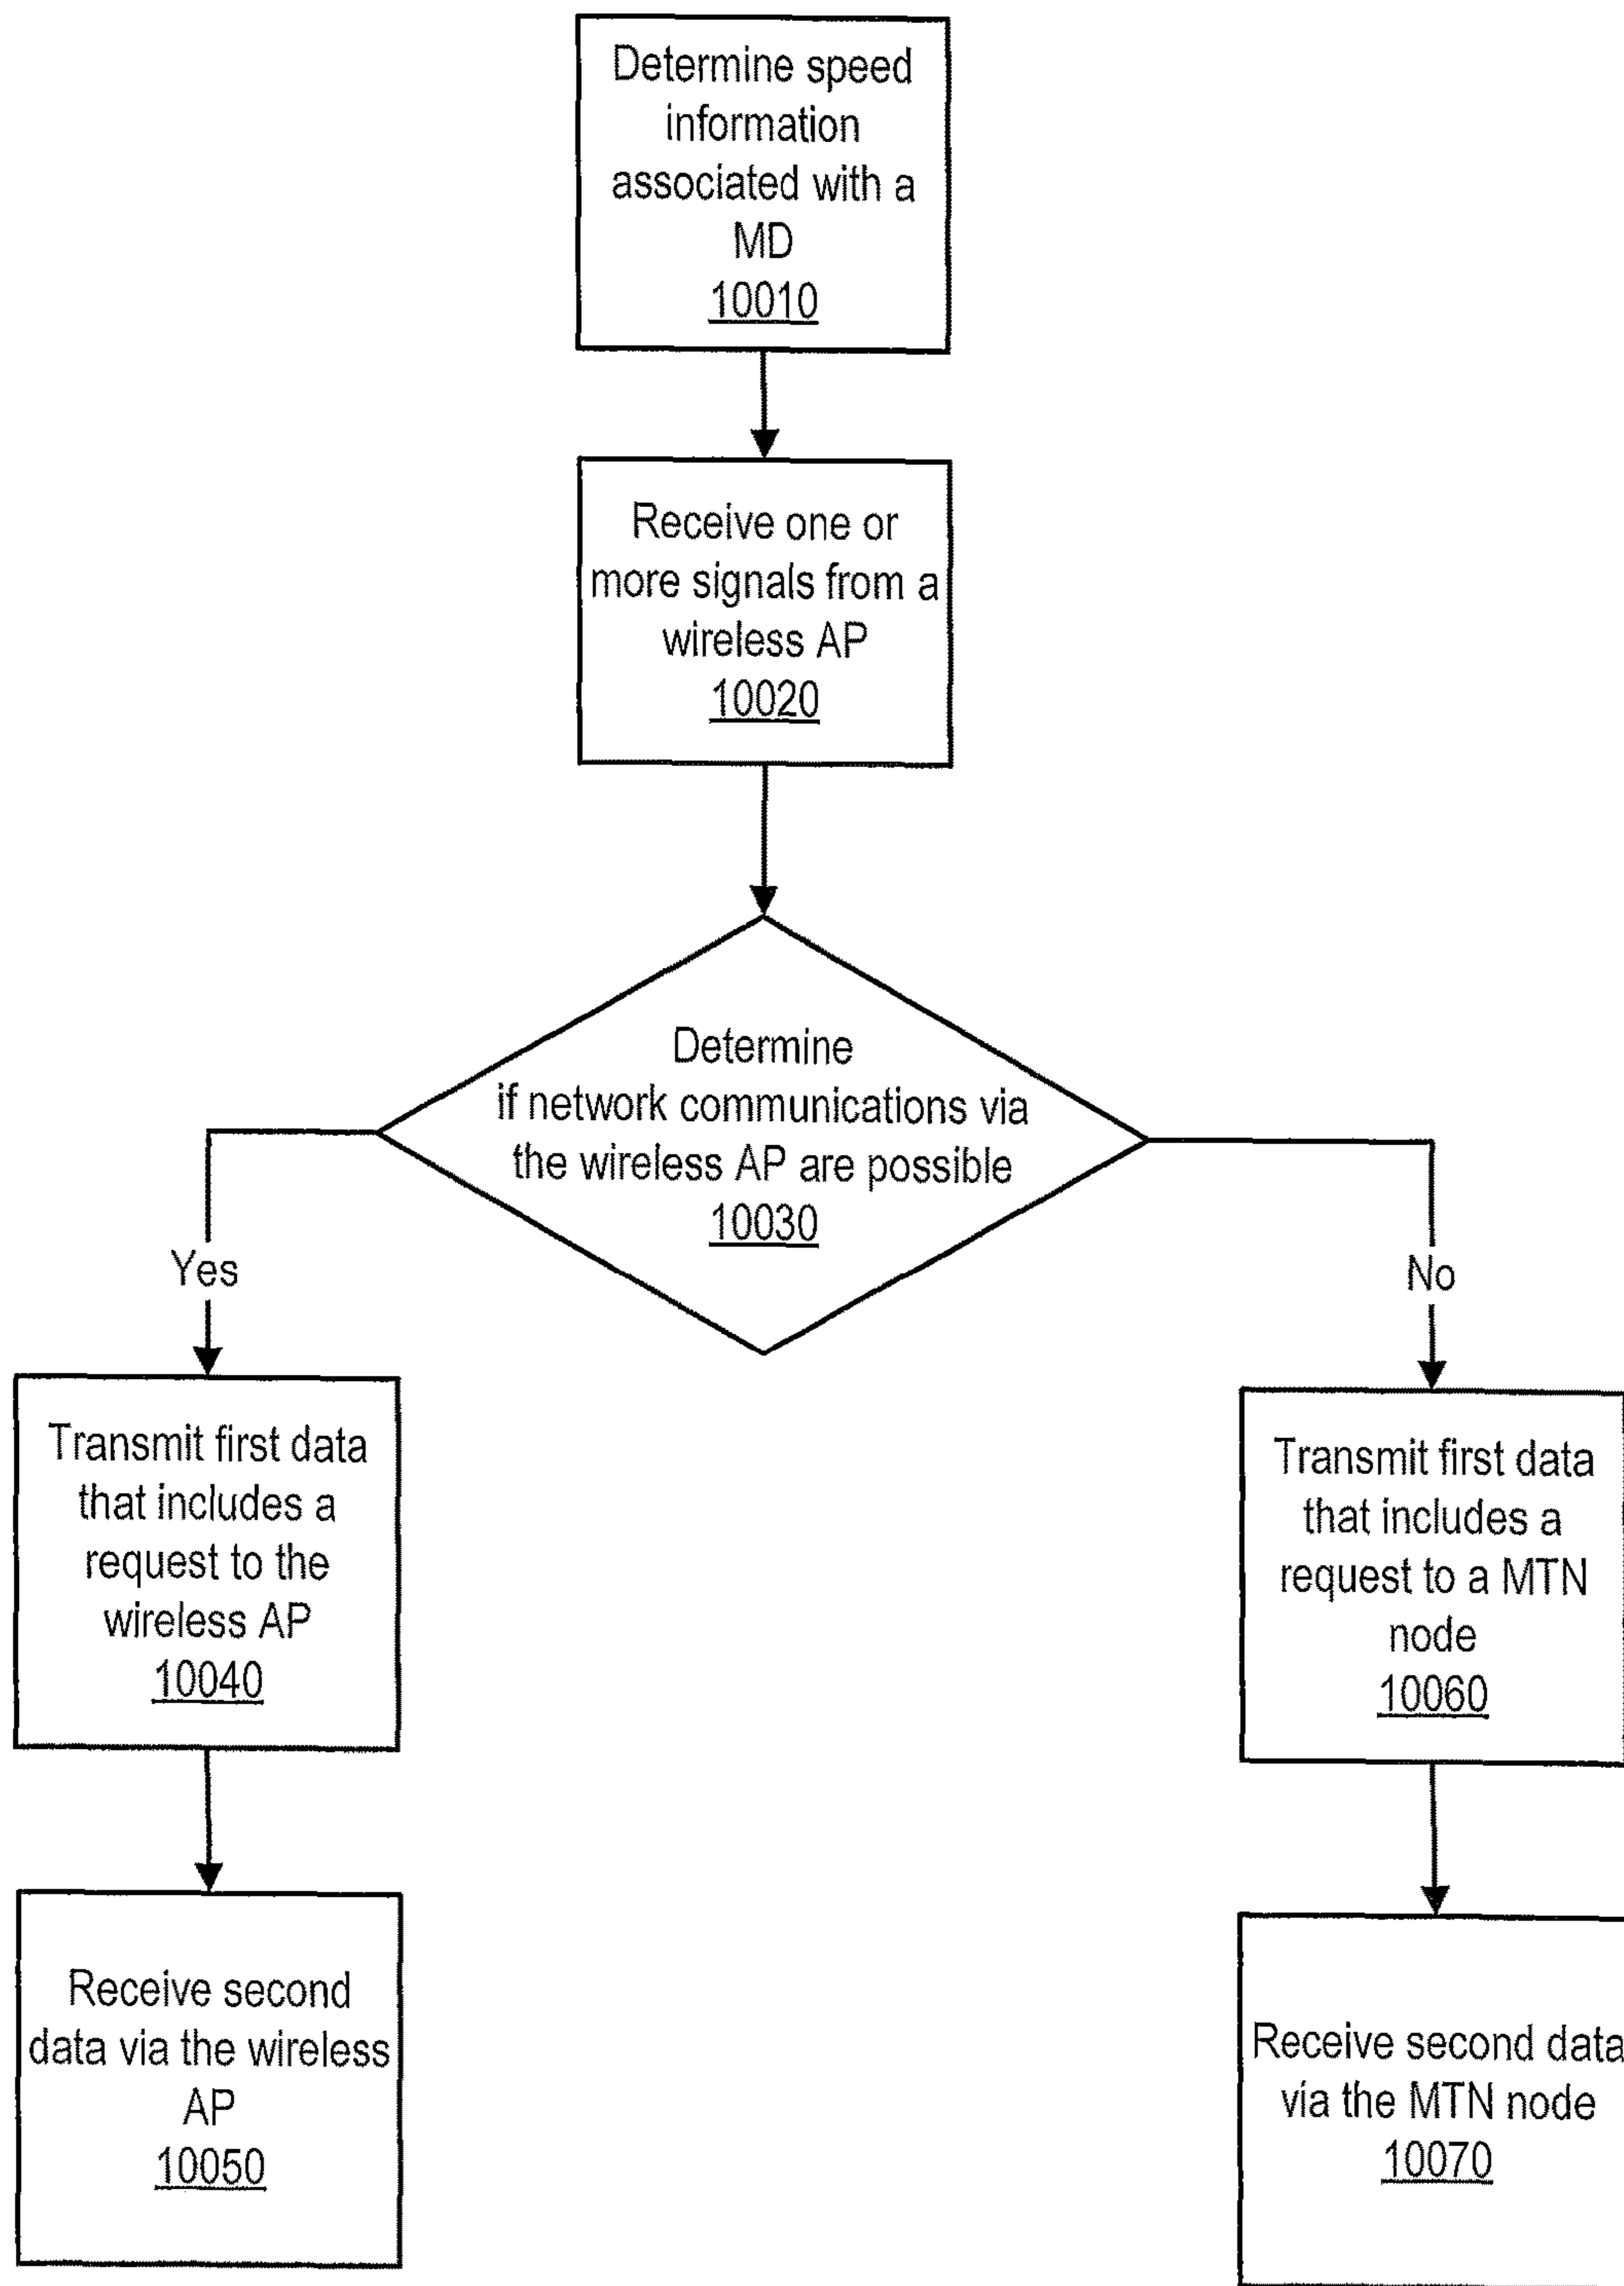 Determine speed
information
associated with a
MD
10010
Receive one or
more signals from a
wireless AP
10020
Determine
if network communications via
the wireless AP are possible
10030
Yes
No
Transmit first data
that includes a
request to the
wireless AP
10040
Transmit first data
that includes a
request to a MTN
node
10060
Receive second
data via the wireless
AP
10050
Receive second data
via the MTN node
10070